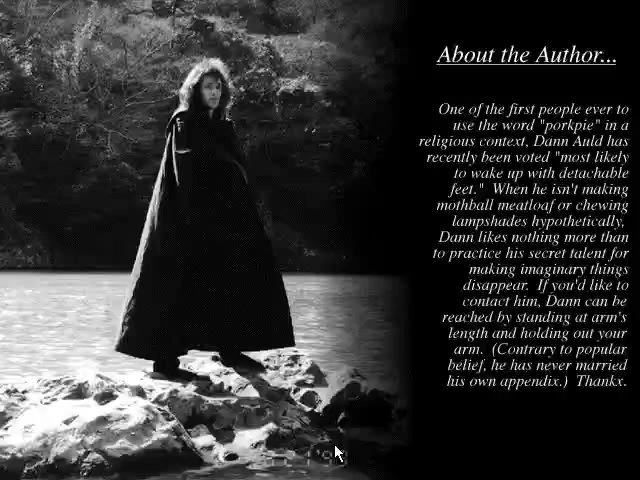 About the Author...
One of the first people ever to
use the word "porkpie" in a
religious context, Dann Auld has
recently been voted "most likely
to wake up with detachable
feet."  When he isn't making
mothball meatloaf or chewing
lampshades hypothetically,
Dann likes nothing more than
to practice his secret talent for
making imaginary things
disappear.  If you'd like to
contact him, Dann can be
reached by standing at arm's
length and holding out your
arm.  (Contrary to popular
belief, he has never married
his own appendix.)  Thankx.